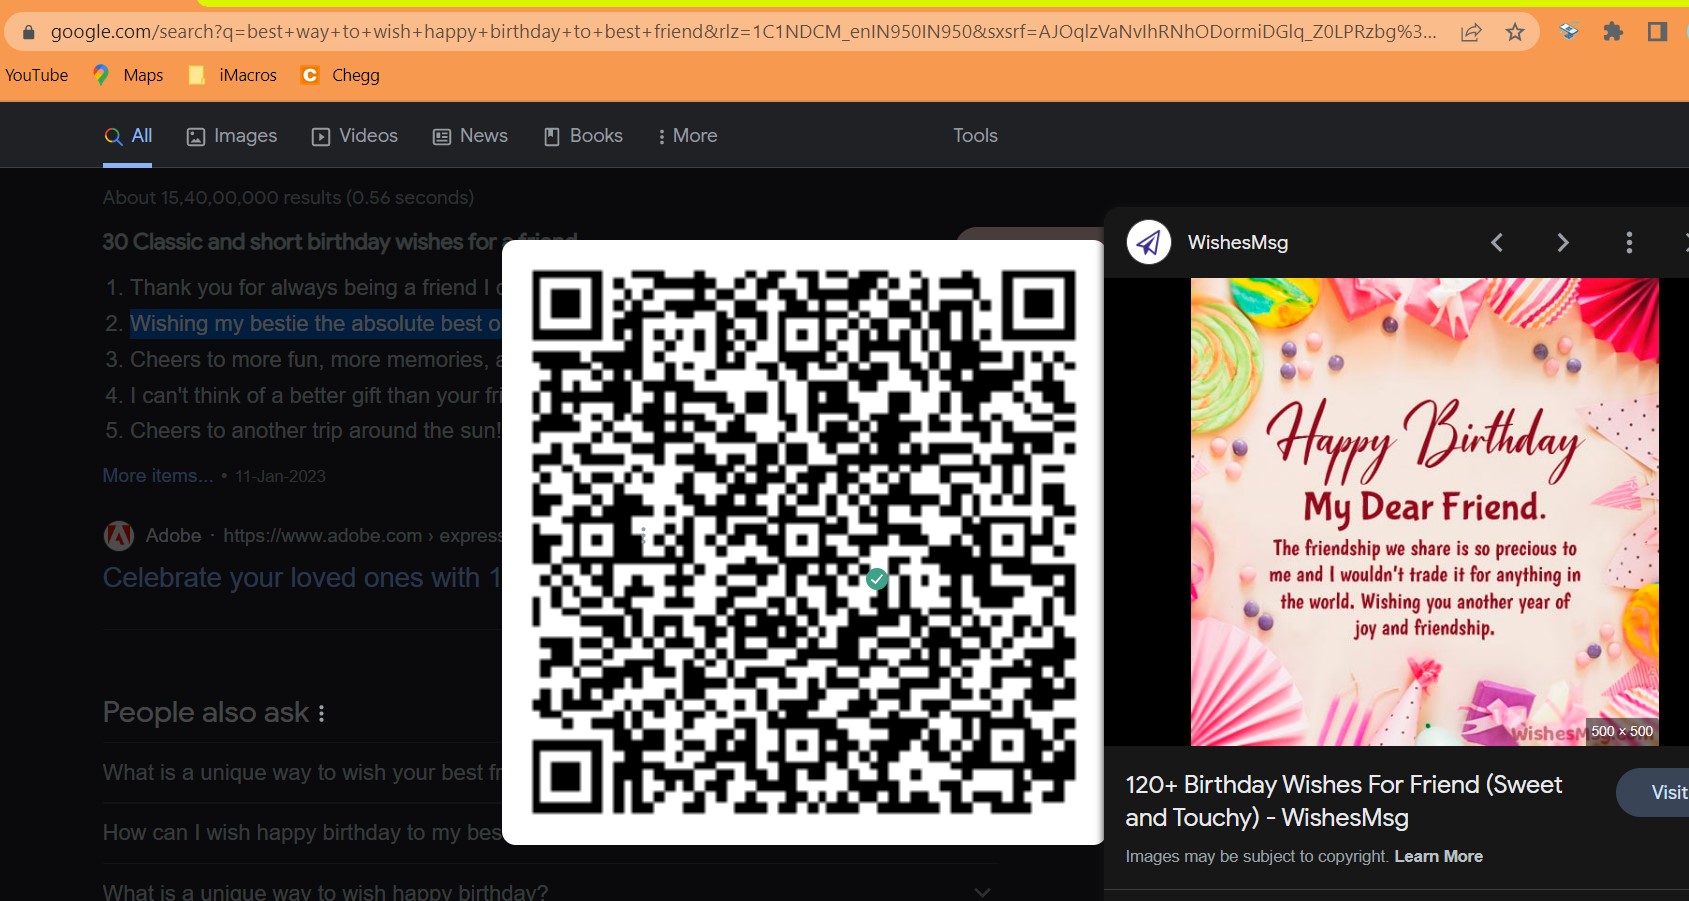 google.com/search?q=best+way+to+wish+happy+birthday+to+best+friend&rlz=1C1NDCM_enIN950IN950&sxsrf=AJOqlzVaNvIhRNhODormiDGlq_Z0LPRzbg%3...
YouTube Maps iMacros Chegg
All Images Videos News Books More Tools
About 15,40,00,000 results (0.56 seconds)
30 Classic and short birthday wishes for a friend
1. Thank you for always being a friend I
2. Wishing my bestie the absolute best
3. Cheers to more fun, more memories,
4. I can't think of a better gift than your
5. Cheers to another trip around the sun!
More items... • 11-Jan-2023
Adobe · https://www.adobe.com › express
Celebrate your loved ones with
People also ask
What is a unique way to wish your best
How can I wish happy birthday to my
What is a unique way to wish happy birthday?
WishesMsg
Happy Birthday
My Dear Friend.
The friendship we share is so precious to
me and I wouldn't trade it for anything in
the world. Wishing you another year of
joy and friendship.
500 × 500
120+ Birthday Wishes For Friend (Sweet
and Touchy) - WishesMsg
Visit
Images may be subject to copyright. Learn More